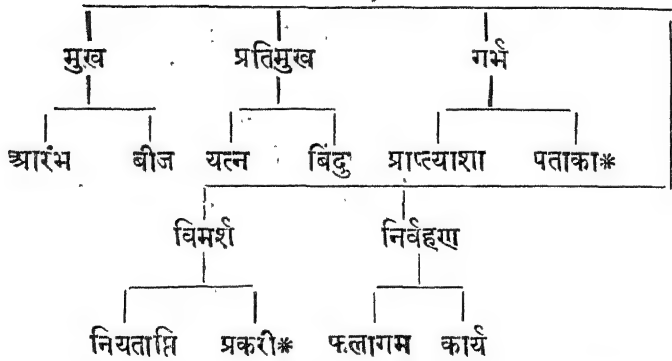 मुख प्रतिमुख गर्भ
आरंभ बीज यत्न बिंदु प्राप्त्याशा पताका*
विमर्श निर्वहण
नियताप्ति प्रकरी* फलागम कार्य